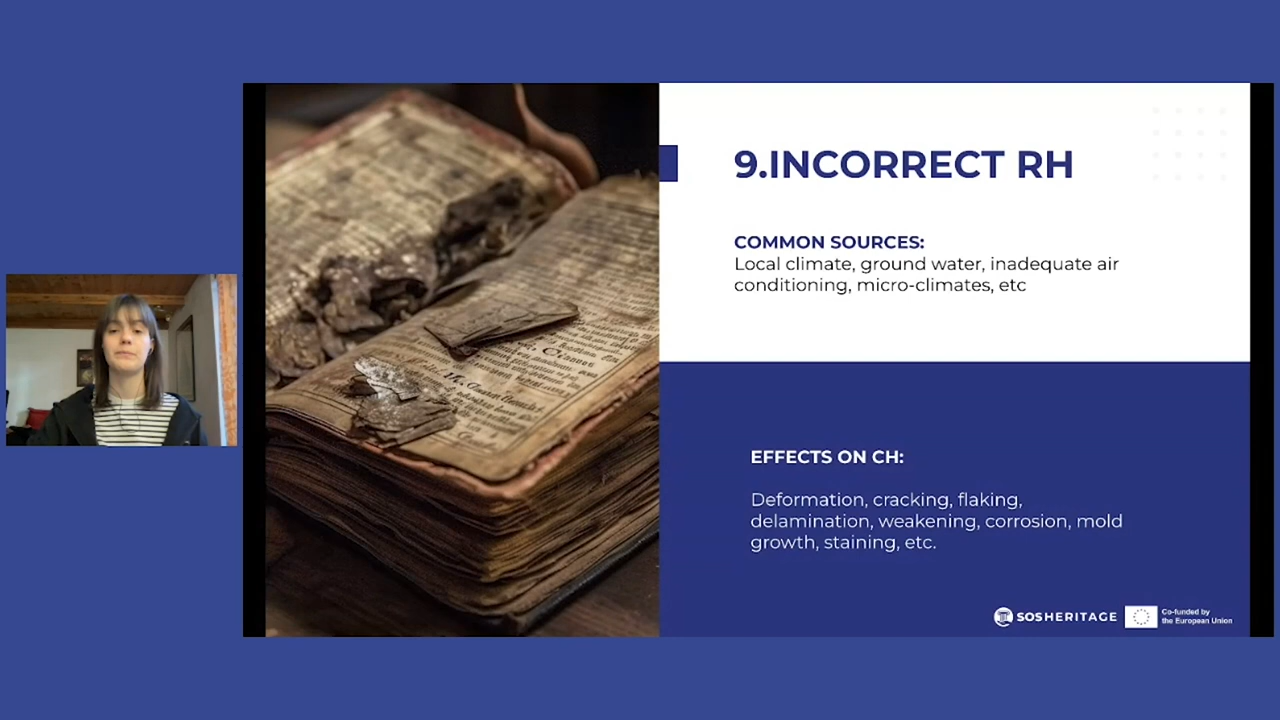 9.INCORRECT RH
COMMON SOURCES:
Local climate, ground water, inadequate air
conditioning, micro-climates, etc
EFFECTS ON CH:
Deformation, cracking, flaking,
delamination, weakening, corrosion, mold
growth, staining, etc.
SOSHERITAGE
Co-funded by
the European Union